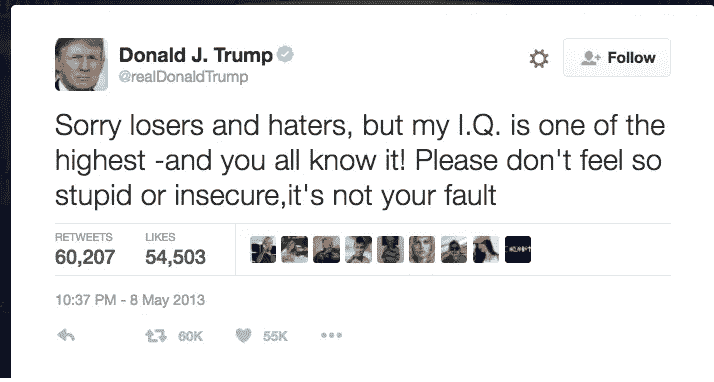 Donald J. Trump
@realDonaldTrump
Follow
Sorry losers and haters, but my I.Q. is one of the
highest -and you all know it! Please don't feel so
stupid or insecure,it's not your fault
RETWEETS LIKES
60,207 54,503
10:37 PM - 8 May 2013
60K 55K